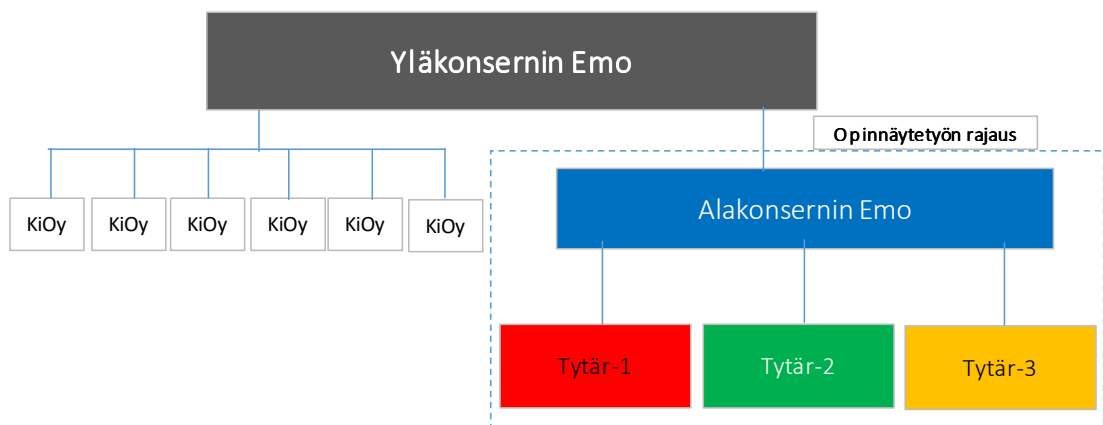 Yläkonsernin Emo
Opinnäytetyön rajaus
KiOy
KiOy
KiOy
KiOy
KiOy
KiOy
Alakonsernin Emo
Tytär-1
Tytär-2
Tytär-3